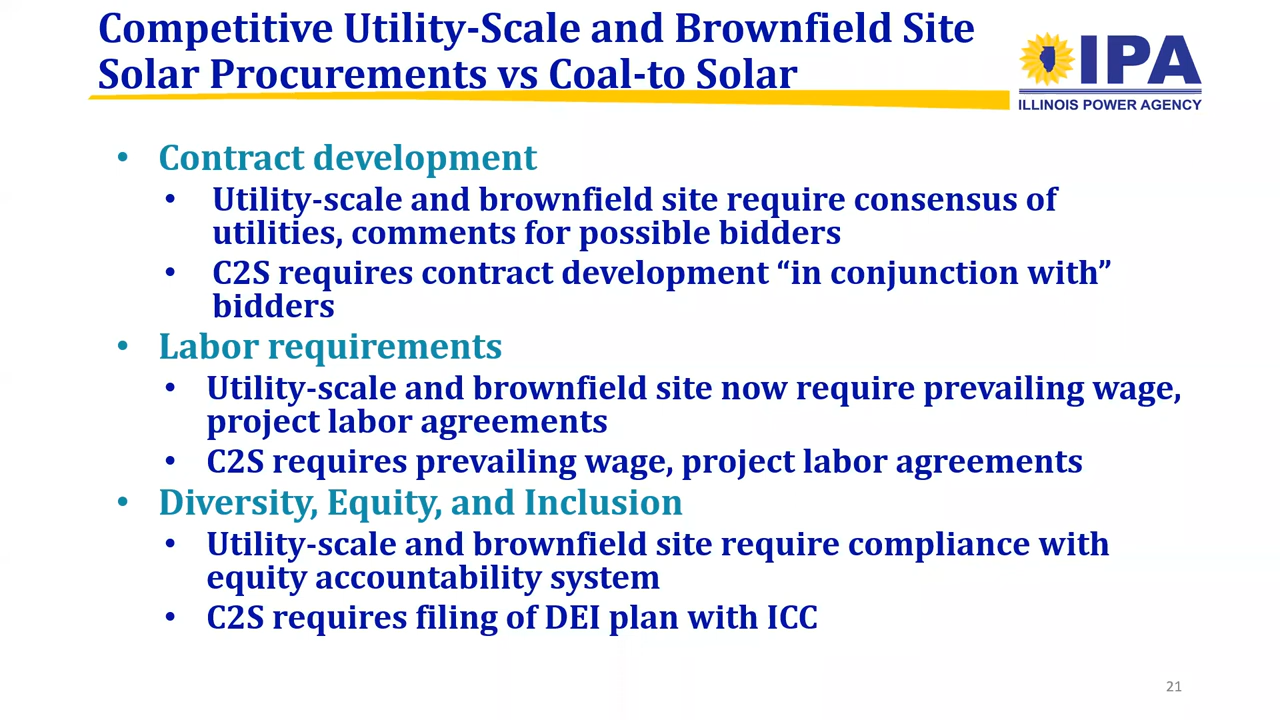 Competitive Utility-Scale and Brownfield Site
Solar Procurements vs Coal-to Solar
IPA
ILLINOIS POWER AGENCY
• Contract development
• Utility-scale and brownfield site require consensus of
utilities, comments for possible bidders
• C2S requires contract development “in conjunction with”
bidders
• Labor requirements
• Utility-scale and brownfield site now require prevailing wage,
project labor agreements
• C2S requires prevailing wage, project labor agreements
• Diversity, Equity, and Inclusion
• Utility-scale and brownfield site require compliance with
equity accountability system
• C2S requires filing of DEI plan with ICC
21